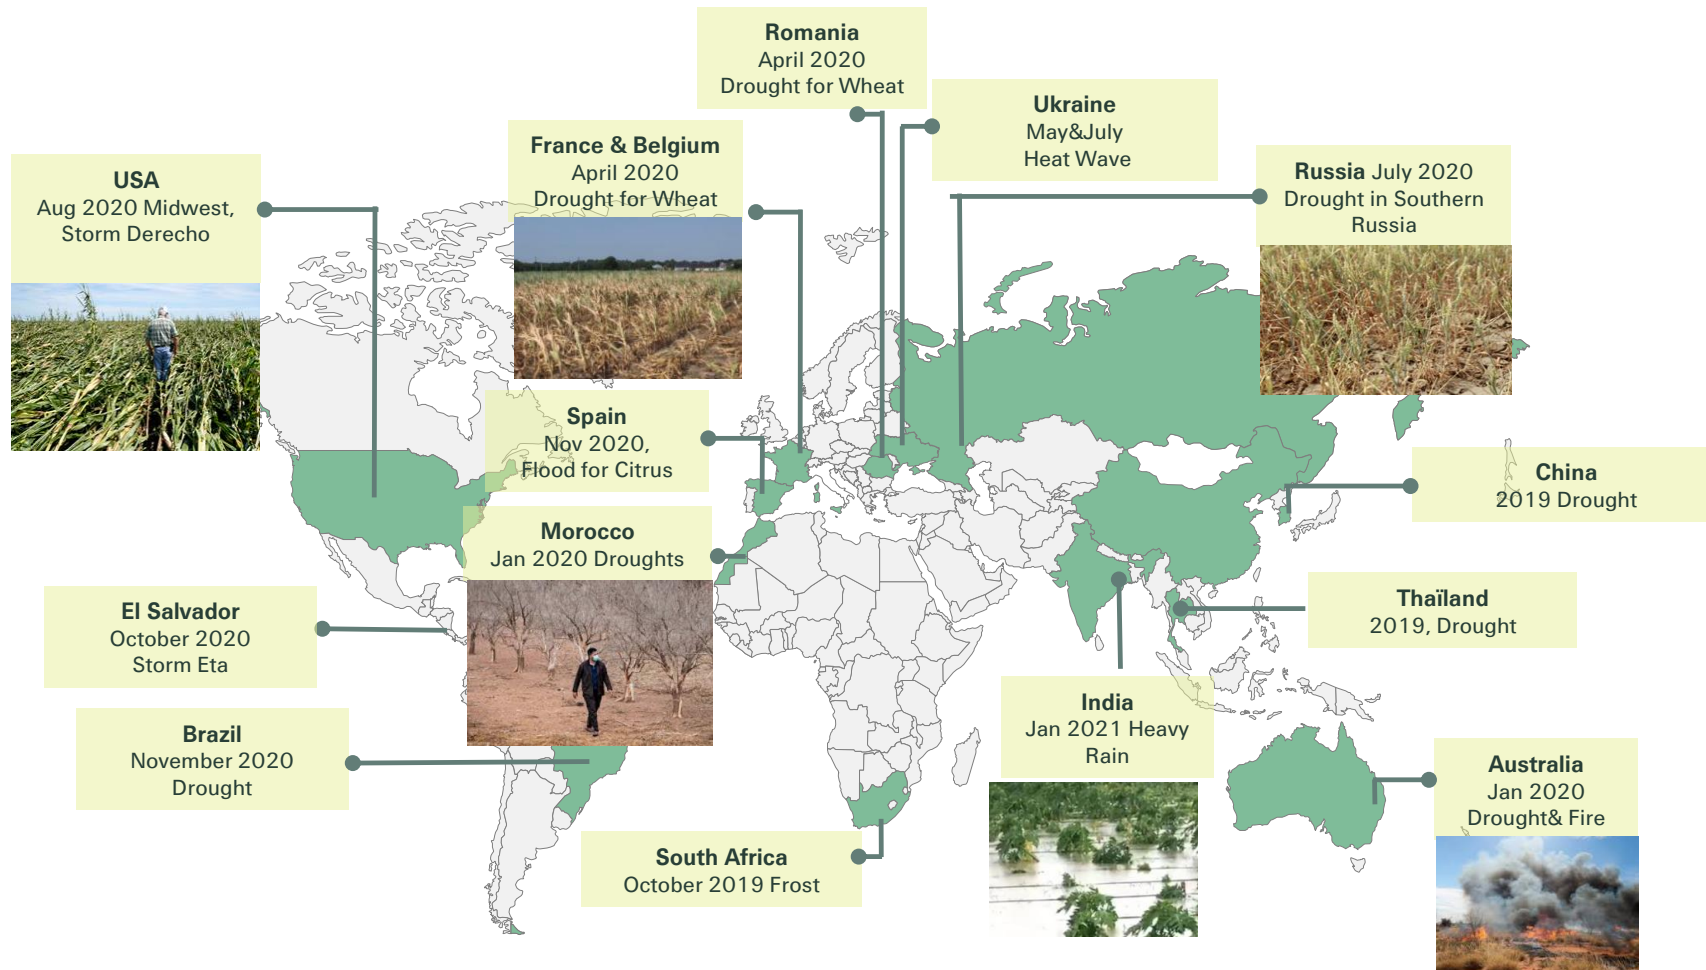 Romania
April 2020
Drought for Wheat
Ukraine
May&July
Heat Wave
France & Belgium
April 2020
Drought for Wheat
Russia July 2020
Drought in Southern
Russia
USA
Aug 2020 Midwest,
Storm Derecho
Spain
Nov 2020,
Flood for Citrus
China
2019 Drought
Morocco
Jan 2020 Droughts
El Salvador
October 2020
Storm Eta
Thaïland
2019, Drought
India
Jan 2021 Heavy
Rain
Brazil
November 2020
Drought
Australia
Jan 2020
Drought& Fire
South Africa
October 2019 Frost